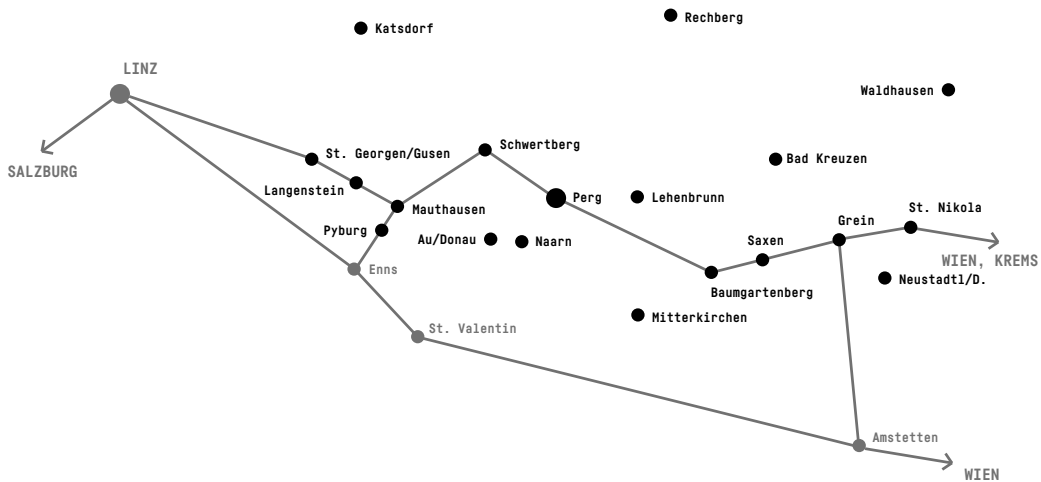 Katsdorf
Rechberg
LINZ
Waldhausen
Schwertberg
St. Georgen/Gusen
Bad Kreuzen
SALZBURG
Langenstein
Perg
Lehenbrunn
Mauthausen
St. Nikola
Grein
Pyburg
Au/Donau
Naarn
Saxen
WIEN, KREMS
Enns
Neustadtl/D.
Baumgartenberg
Mitterkirchen
St. Valentin
Amstetten
WIEN